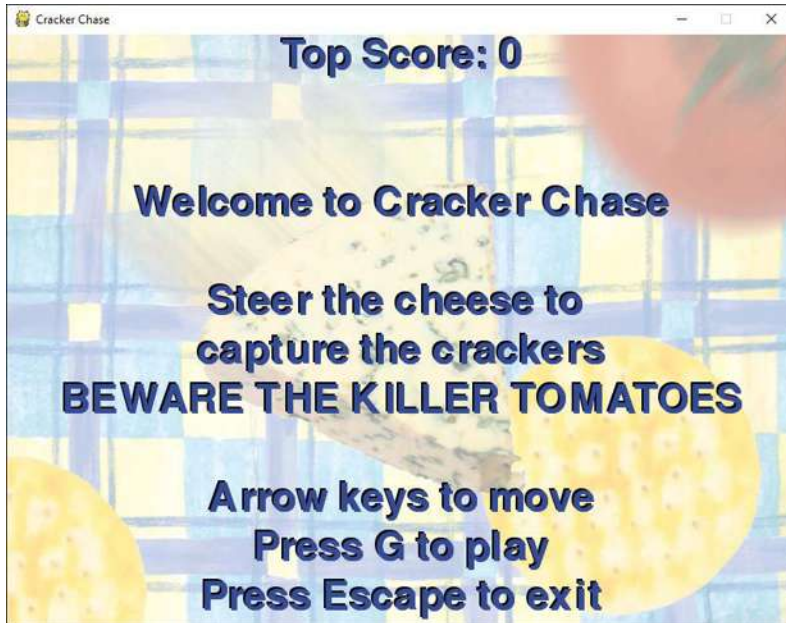 Cracker Chase
Top Score: 0
Welcome to Cracker Chase
Steer the cheese to
capture the crackers
BEWARE THE KILLER TOMATOES
Arrow keys to move
Press G to play
Press Escape to exit